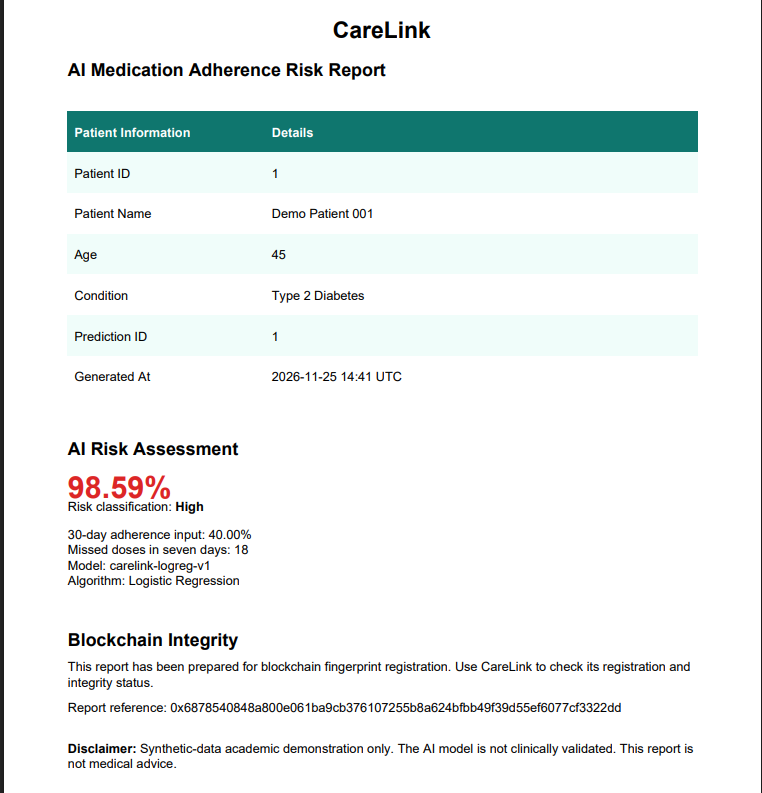 CareLink
AI Medication Adherence Risk Report
Patient Information Details
Patient ID 1
Patient Name Demo Patient 001
Age 45
Condition Type 2 Diabetes
Prediction ID 1
Generated At 2026-11-25 14:41 UTC
AI Risk Assessment
98.59%
Risk classification: High
30-day adherence input: 40.00%
Missed doses in seven days: 18
Model: carelink-logreg-v1
Algorithm: Logistic Regression
Blockchain Integrity
This report has been prepared for blockchain fingerprint registration. Use CareLink to check its registration and
integrity status.
Report reference: 0x6878540848a800e061ba9cb376107255b8a624bfbb49f39d55ef6077cf3322dd
Disclaimer: Synthetic-data academic demonstration only. The AI model is not clinically validated. This report is
not medical advice.